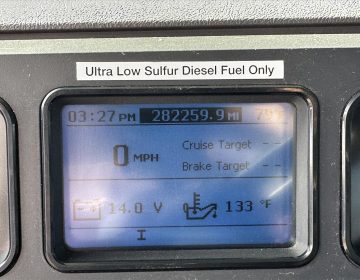 Ultra Low Sulfur Diesel Fuel Only
03:27 PM 282259.9 MI
0 MPH
Cruise Target --
Brake Target --
14.0 V 133 °F
I